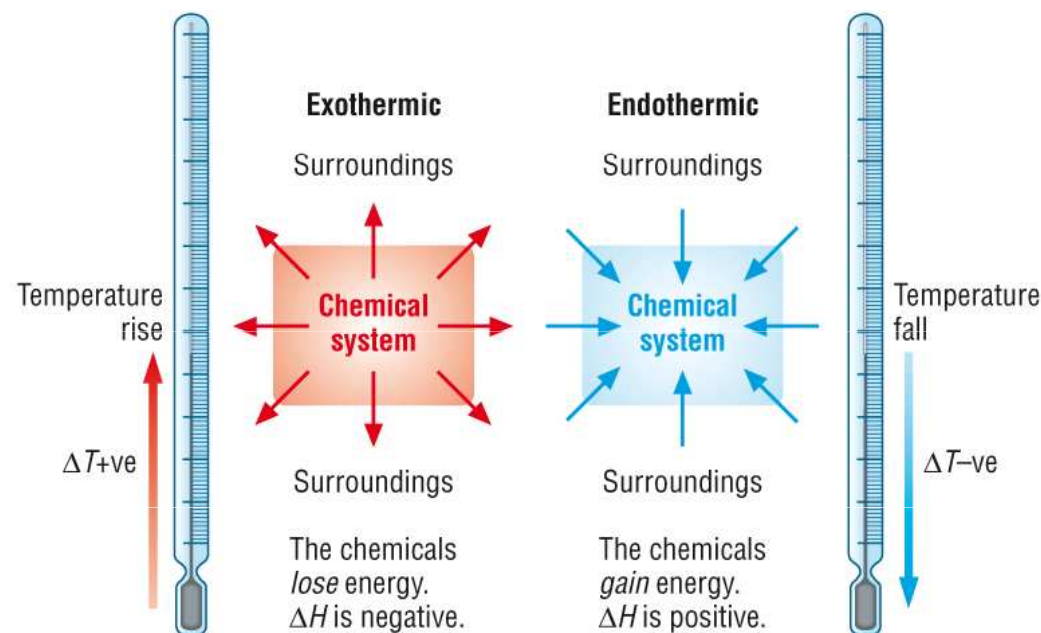 Exothermic
Surroundings
Chemical
system
Surroundings
The chemicals
lose energy.
ΔH is negative.
Temperature
rise
ΔT+ve
Endothermic
Surroundings
Chemical
system
Surroundings
The chemicals
gain energy.
ΔH is positive.
Temperature
fall
ΔT–ve